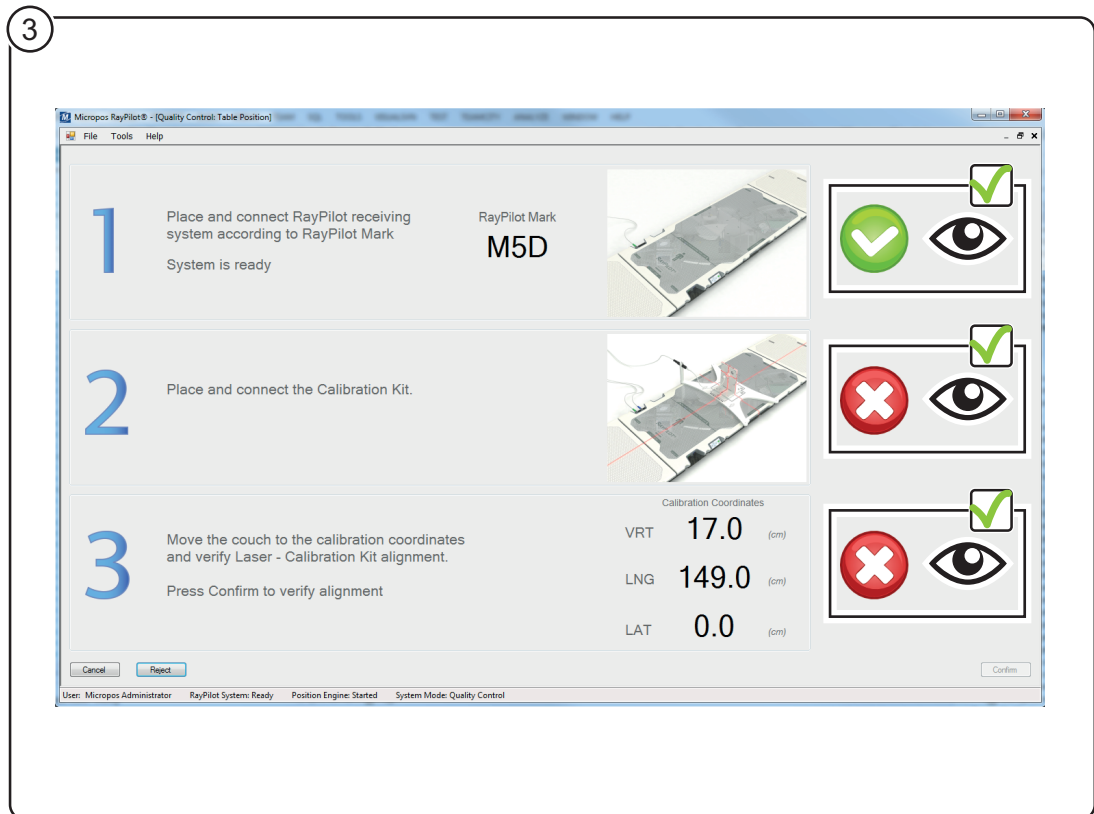 3
Micropos RayPilot® - [Quality Control: Table Position]
File Tools Help
1
Place and connect RayPilot receiving
system according to RayPilot Mark
System is ready
RayPilot Mark
M5D
2
Place and connect the Calibration Kit.
3
Move the couch to the calibration coordinates
and verify Laser - Calibration Kit alignment.
Press Confirm to verify alignment
Calibration Coordinates
VRT 17.0 (cm)
LNG 149.0 (cm)
LAT 0.0 (cm)
Cancel Reject Confirm
User: Micropos Administrator RayPilot System: Ready Position Engine: Started System Mode: Quality Control